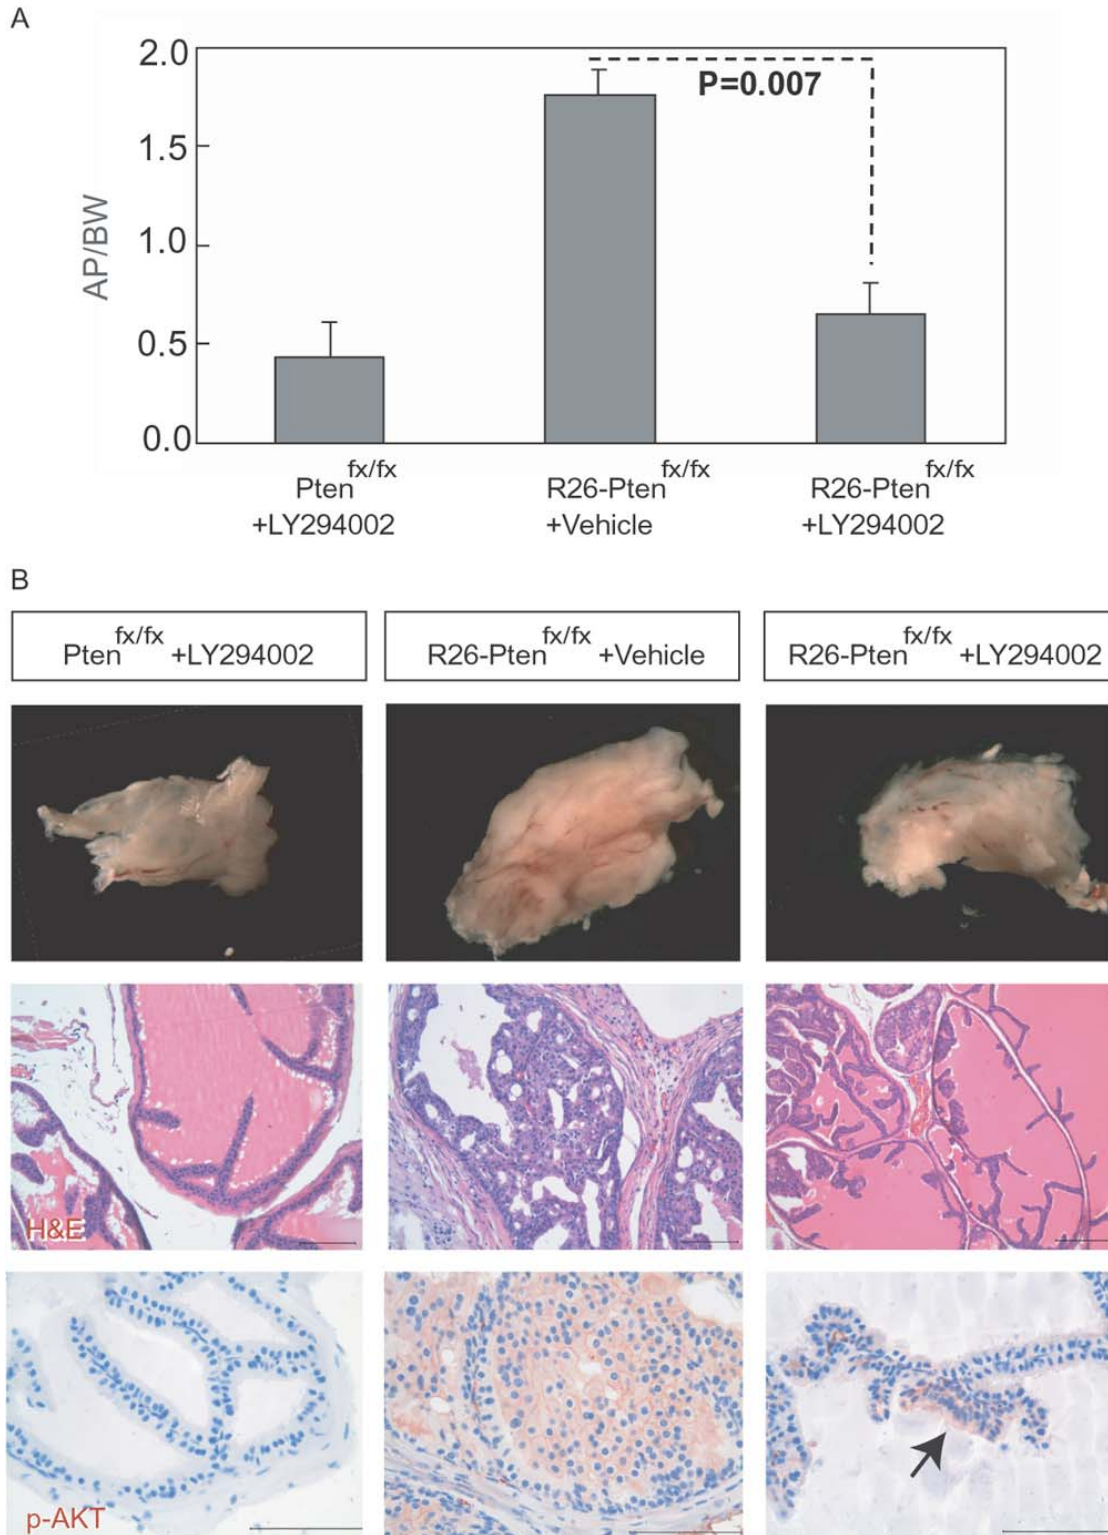 A
2.0
1.5
1.0
0.5
0.0
AP/BW
P=0.007
Pten fx/fx
+LY294002
R26-Pten fx/fx
+Vehicle
R26-Pten fx/fx
+LY294002
B
Pten fx/fx +LY294002
R26-Pten fx/fx +Vehicle
R26-Pten fx/fx +LY294002
H&E
p-AKT